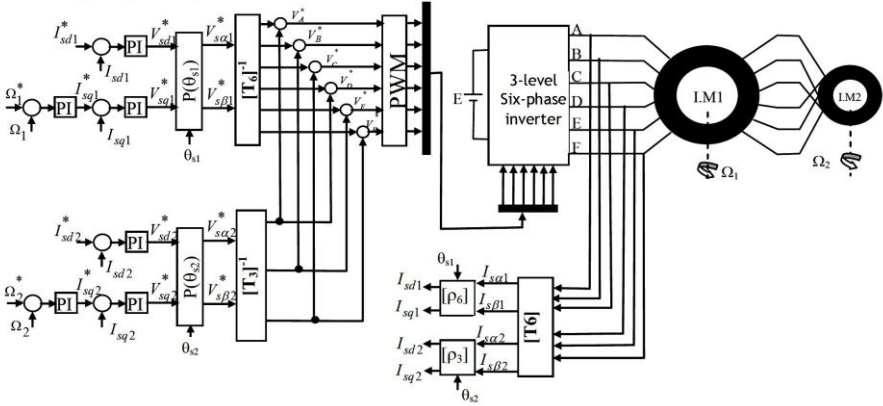 I*sd1 PI V*sd1 V*sα1
Isd1
Ω*1 PI I*sq1 PI V*sq1 V*sβ1
Ω1 Isq1
P(θs1)
θs1
[T6]-1
V*A
V*B
V*C
V*D
VE
PWM
E
3-level
Six-phase
inverter
A
B
C
D
E
F
I.M1
I.M2
Ω1
Ω2
I*sd2 PI V*sd2 V*sα2
Isd2
Ω*2 PI I*sq2 PI V*sq2 V*sβ2
Ω2 Isq2
P(θs2)
θs2
[T3]-1
θs1
Isd1 [ρ6] Isα1
Isq1 Isβ1
Isd2 [ρ3] Isα2
Isq2 Isβ2
θs2
[T6]